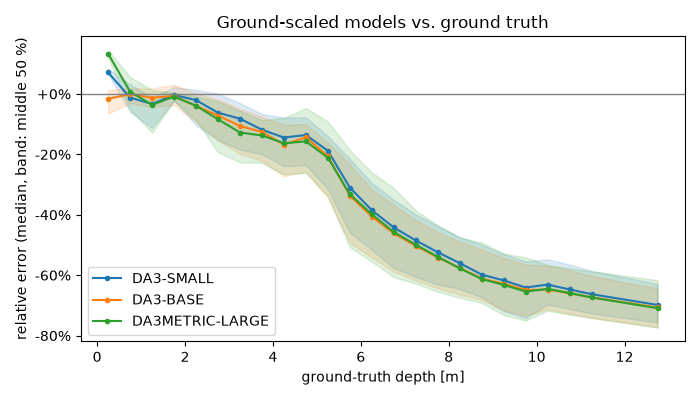 Ground-scaled models vs. ground truth
relative error (median, band: middle 50 %)
+0%
-20%
-40%
-60%
-80%
DA3-SMALL
DA3-BASE
DA3METRIC-LARGE
0 2 4 6 8 10 12
ground-truth depth [m]